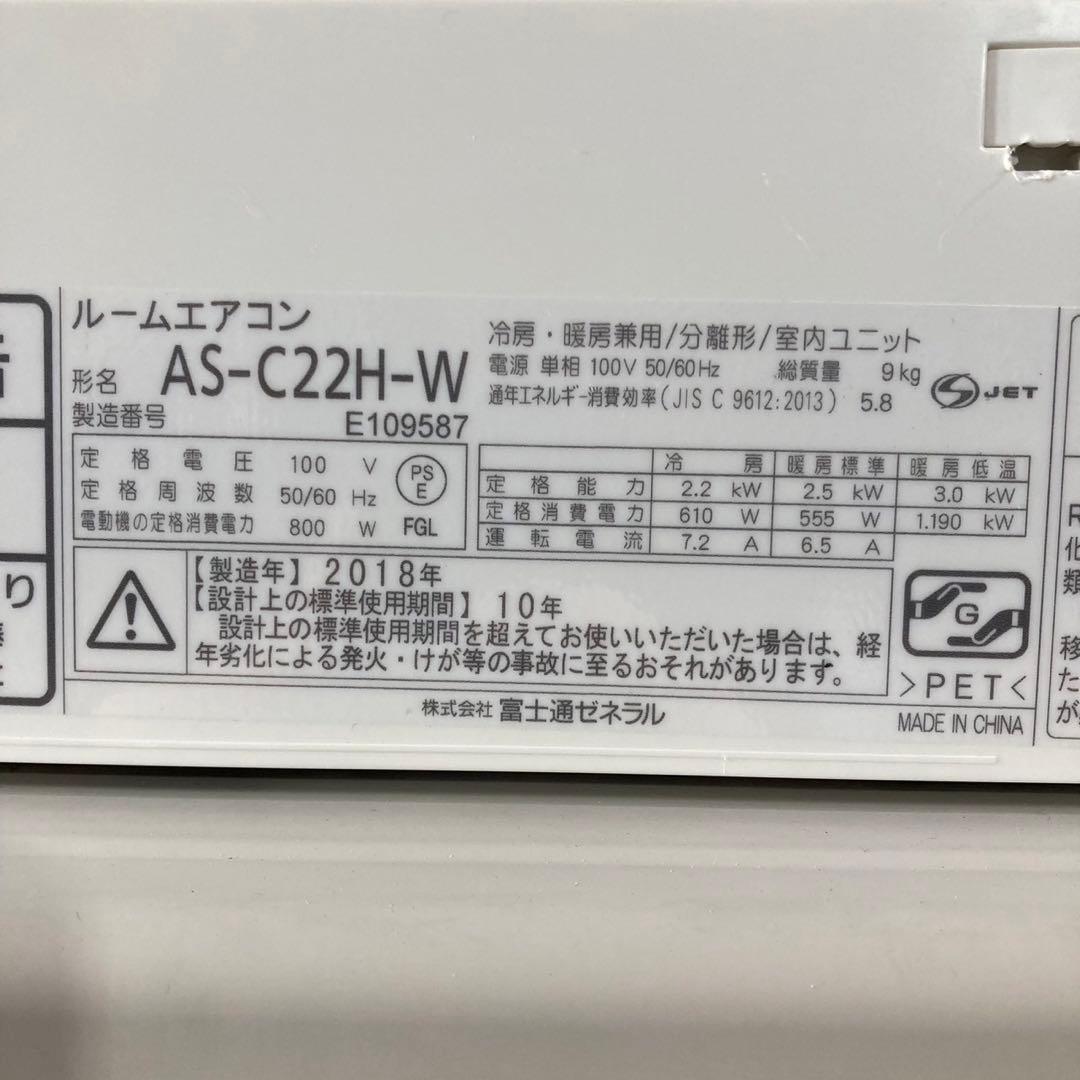 ルームエアコン
形名 AS-C22H-W
製造番号 E109587
冷房・暖房兼用/分離形/室内ユニット
電源 単相 100V 50/60Hz 総質量 9kg
通年エネルギー消費効率(JIS C 9612:2013) 5.8
JET
定格電圧 100 V
定格周波数 50/60 Hz
電動機の定格消費電力 800 W
PS
E
FGL
冷房 暖房標準 暖房低温
定格能力 2.2 kW 2.5 kW 3.0 kW
定格消費電力 610 W 555 W 1.190 kW
運転電流 7.2 A 6.5 A
【製造年】2018年
【設計上の標準使用期間】10年
設計上の標準使用期間を超えてお使いいただいた場合は、経
年劣化による発火・けが等の事故に至るおそれがあります。
G
>PET<
株式会社 富士通ゼネラル
MADE IN CHINA
り
R
化
類
移
た
が